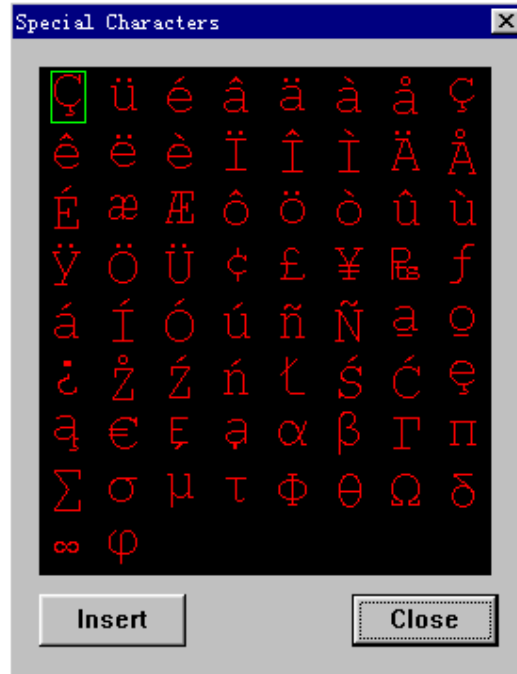 Special Characters
Ç ü é â ä à å Ç
ê ë è Ï Î Ì Ä Å
É æ Æ ô ö ò û ù
ÿ Ö Ü ¢ £ ¥ ₧ ƒ
á Í Ó ú ñ Ñ ª º
¿ Z̊ Ź ń Ł Ś Ć ę
ą € Ę ą α β Γ π
∑ σ µ τ Φ θ Ω δ
∞ φ
Insert Close